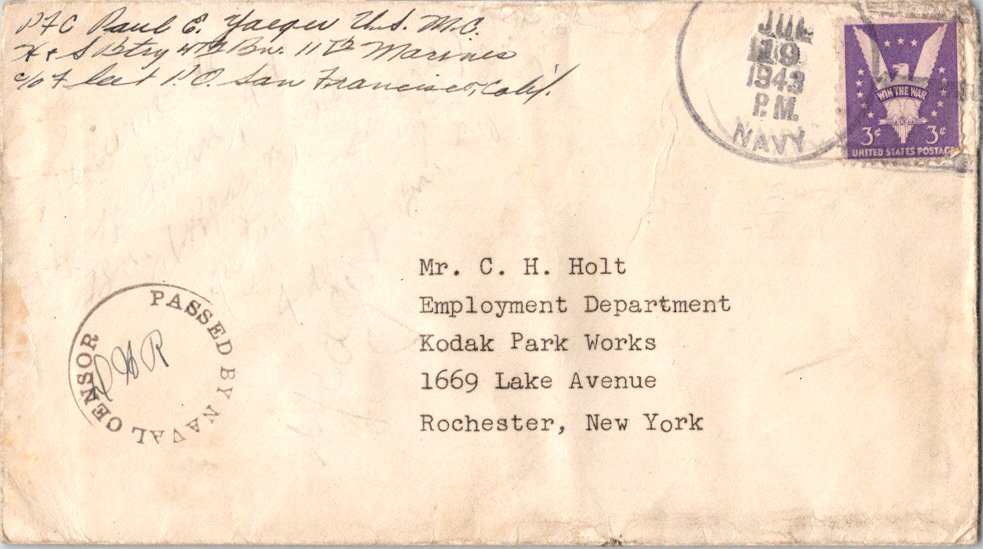 PFC Paul E. Yaeger U.S.M.C.
H + S Btry 4th Bn. 11th Marines
c/o Fleet P.O. San Francisco, Calif.
JUL
19
1943
P.M.
NAVY
WIN THE WAR
3¢ 3¢
UNITED STATES POSTAGE
Mr. C. H. Holt
Employment Department
Kodak Park Works
1669 Lake Avenue
Rochester, New York
PASSED BY NAVAL CENSOR